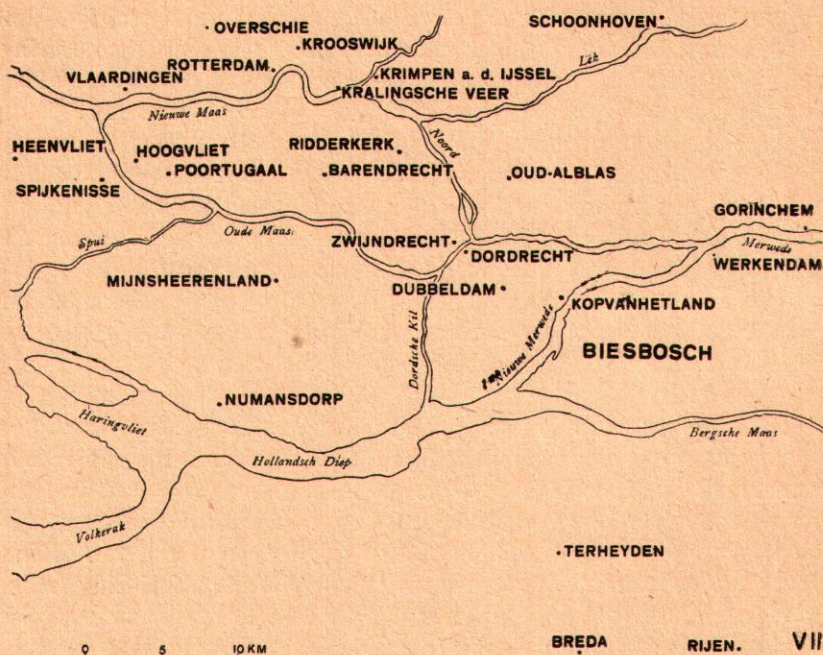 OVERSCHIE
SCHOONHOVEN
KROOSWIJK
ROTTERDAM
KRIMPEN a. d. IJSSEL
Lek
VLAARDINGEN
KRALINGSCHE VEER
Nieuwe Maas
Noord
HEENVLIET
HOOGVLIET
RIDDERKERK
POORTUGAAL
BARENDRECHT
OUD-ALBLAS
SPIJKENISSE
GORINCHEM
Spui
Oude Maas
ZWIJNDRECHT
Merwede
DORDRECHT
WERKENDAM
MIJNSHEERENLAND
DUBBELDAM
KOPVANHETLAND
Dordsche Kil
Nieuwe Merwede
BIESBOSCH
NUMANSDORP
Haringvliet
Bergsche Maas
Hollandsch Diep
Volkerak
TERHEYDEN
0 5 10 KM
BREDA
RIJEN.
VII